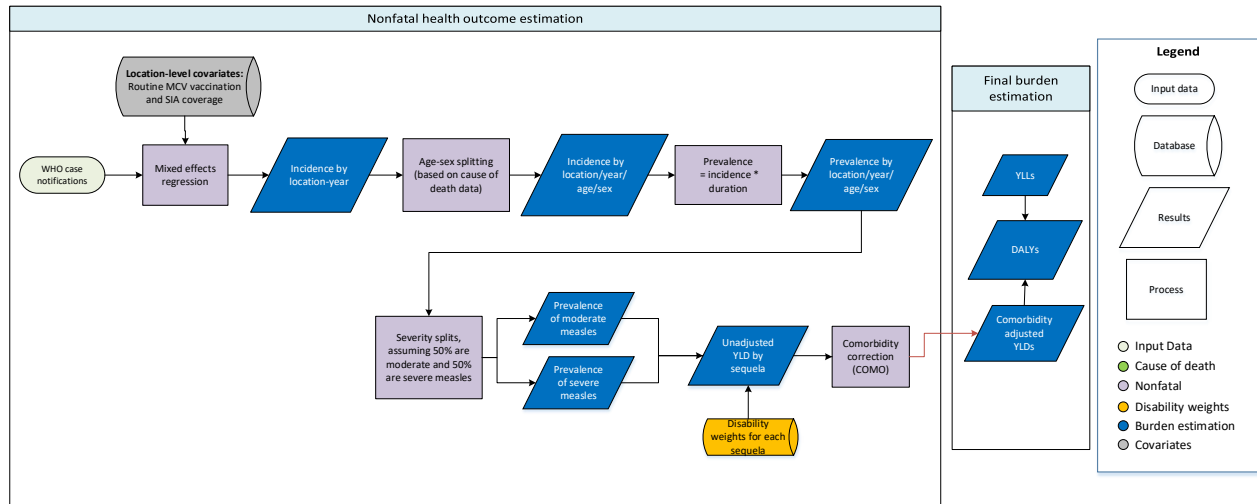 Nonfatal health outcome estimation
Location-level covariates:
Routine MCV vaccination
and SIA coverage
WHO case
notifications
Mixed effects
regression
Incidence by
location-year
Age-sex splitting
(based on cause of
death data)
Incidence by
location/year/
age/sex
Prevalence
= incidence *
duration
Prevalence by
location/year/
age/sex
Severity splits,
assuming 50% are
moderate and 50%
are severe measles
Prevalence
of moderate
measles
Prevalence
of severe
measles
Unadjusted
YLD by
sequela
Disability
weights for each
sequela
Comorbidity
correction
(COMO)
Final burden
estimation
YLLs
DALYs
Comorbidity
adjusted
YLDs
Legend
Input data
Database
Results
Process
Input Data
Cause of death
Nonfatal
Disability weights
Burden estimation
Covariates